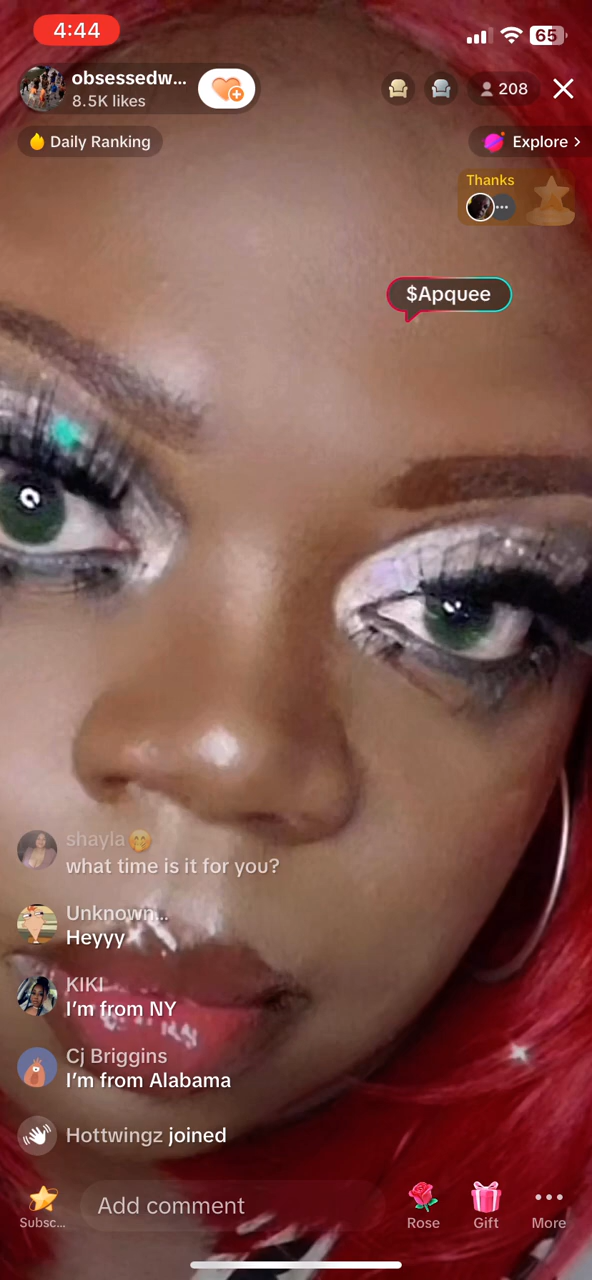 4:44
65
obsessedw...
8.5K likes
208
Daily Ranking
Explore >
Thanks
$Apquee
shayla🤭
what time is it for you?
Unknown...
Heyyy
KIKI
I'm from NY
Cj Briggins
I'm from Alabama
Hottwingz joined
Add comment
Subsc...
Rose
Gift
More